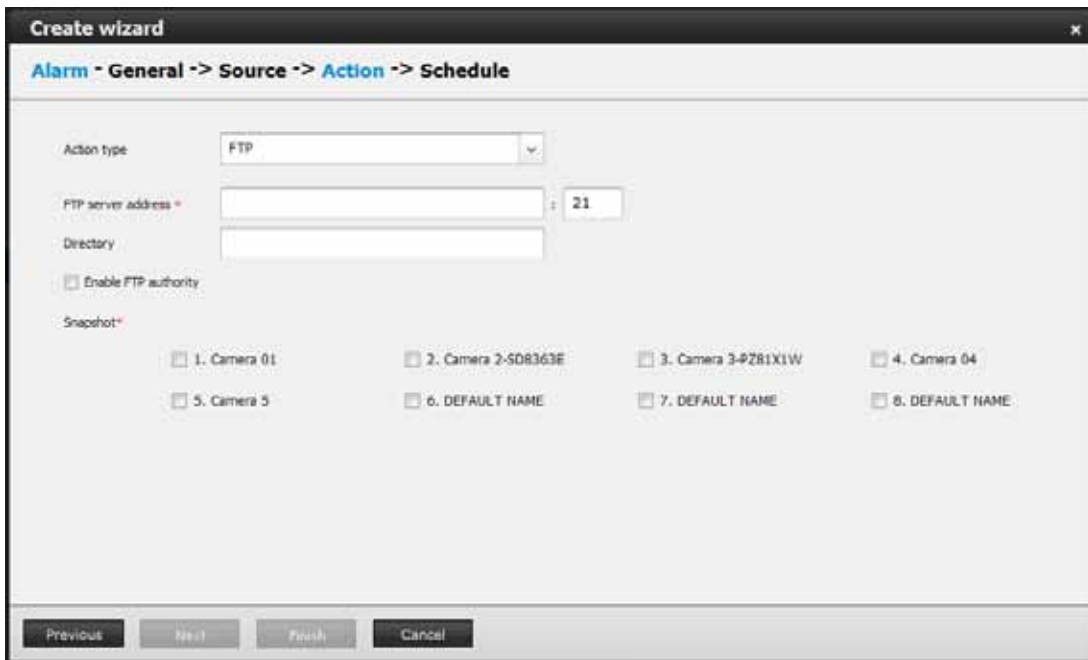 Create wizard x
Alarm - General -> Source -> Action -> Schedule
Action type FTP
FTP server address * : 21
Directory
Enable FTP authority
Snapshot*
1. Camera 01 2. Camera 2-SD8363E 3. Camera 3-PZ81X1W 4. Camera 04
5. Camera 5 6. DEFAULT NAME 7. DEFAULT NAME 8. DEFAULT NAME
Previous Next Finish Cancel